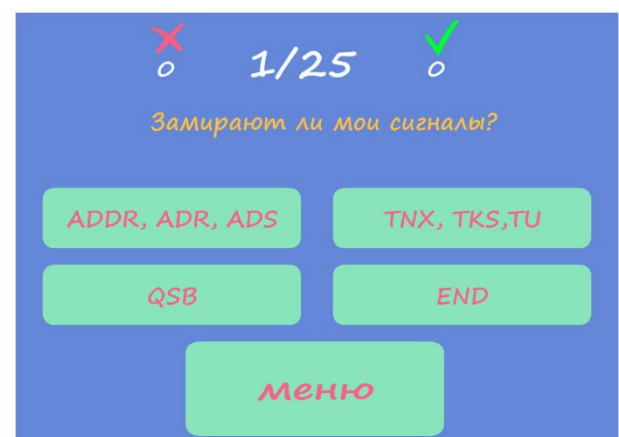 1/25
0 0
Замирают ли мои сигналы?
ADDR, ADR, ADS TNX, TKS,TU
QSB END
меню